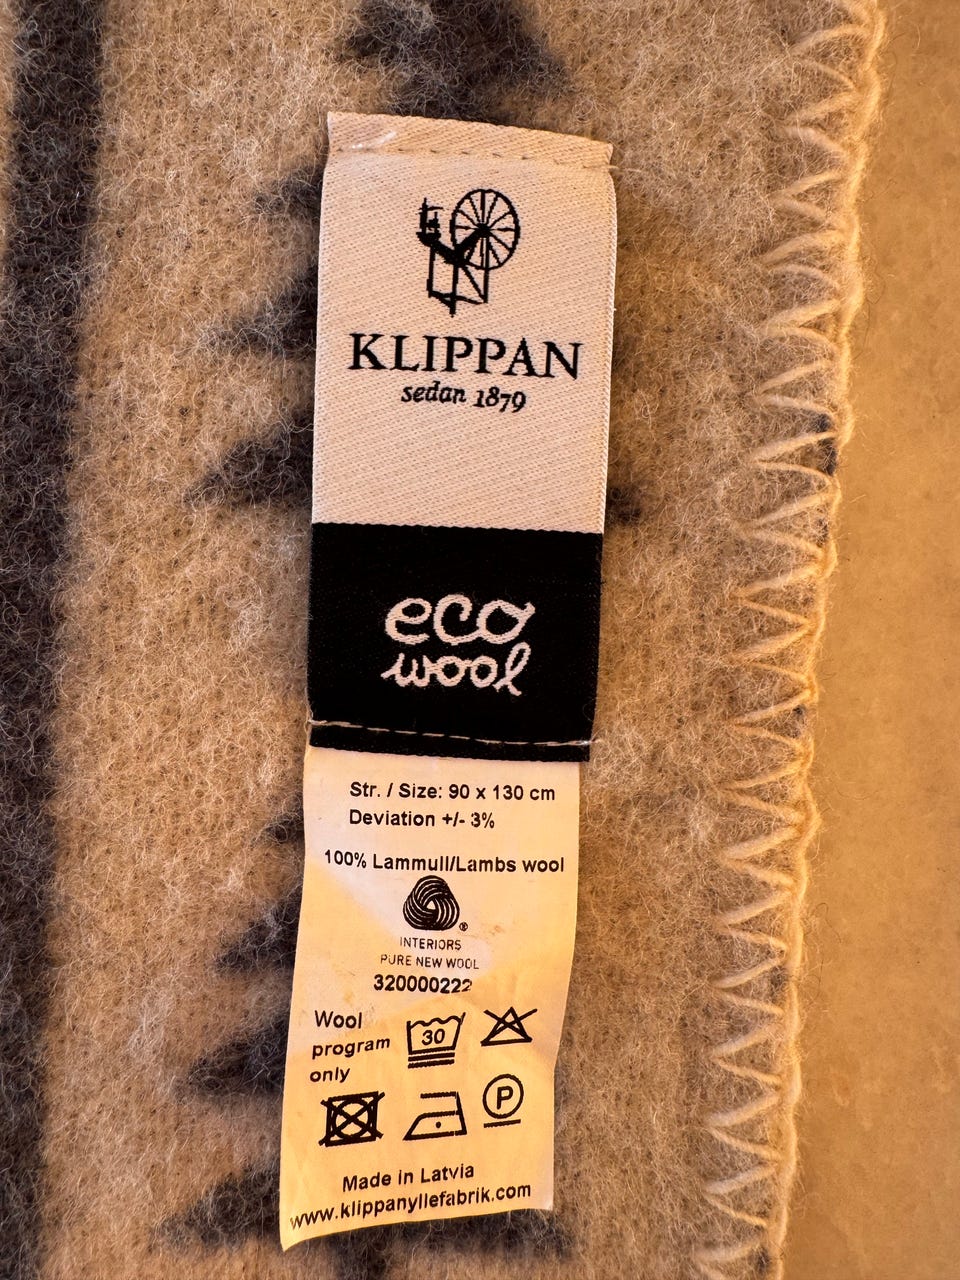 KLIPPAN
sedan 1879
eco
wool
Str. / Size: 90 x 130 cm
Deviation +/- 3%
100% Lammull/Lambs wool
®
INTERIORS
PURE NEW WOOL
320000222
Wool
program
only
30
P
Made in Latvia
www.klippanyllefabrik.com